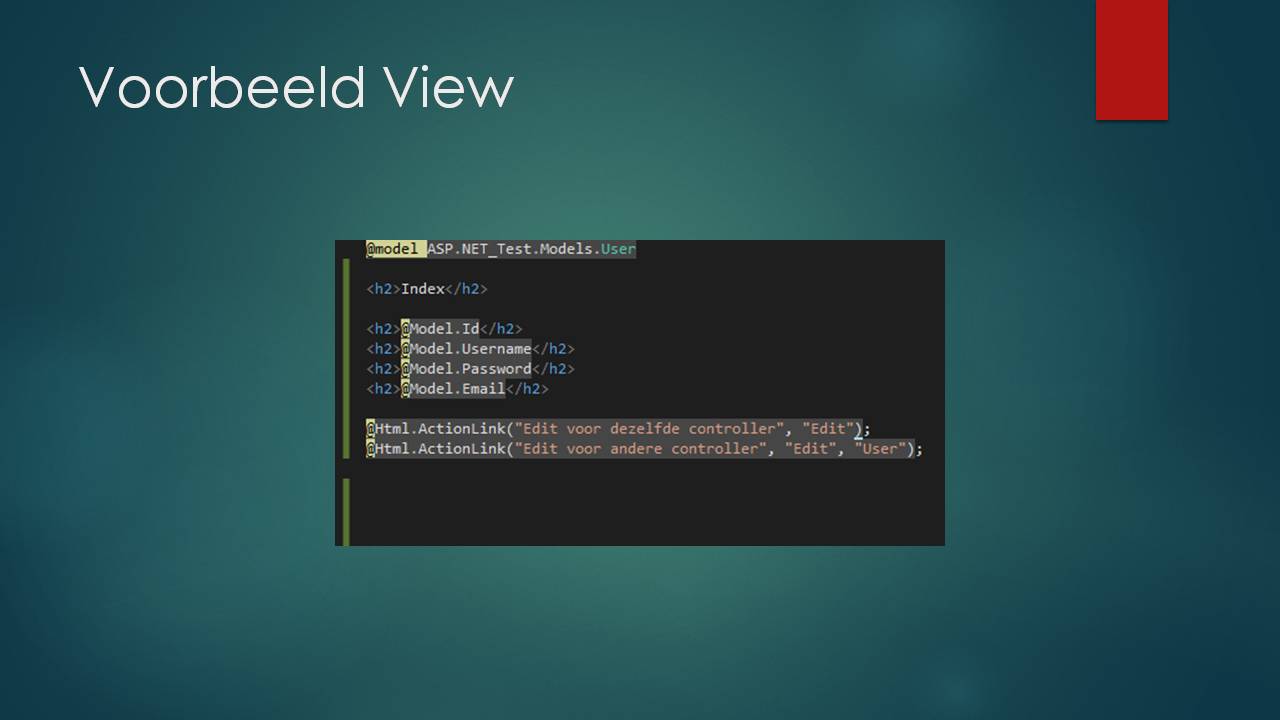 Voorbeeld View
@model ASP.NET_Test.Models.User
<h2>Index</h2>
<h2>@Model.Id</h2>
<h2>@Model.Username</h2>
<h2>@Model.Password</h2>
<h2>@Model.Email</h2>
@Html.ActionLink("Edit voor dezelfde controller", "Edit");
@Html.ActionLink("Edit voor andere controller", "Edit", "User");